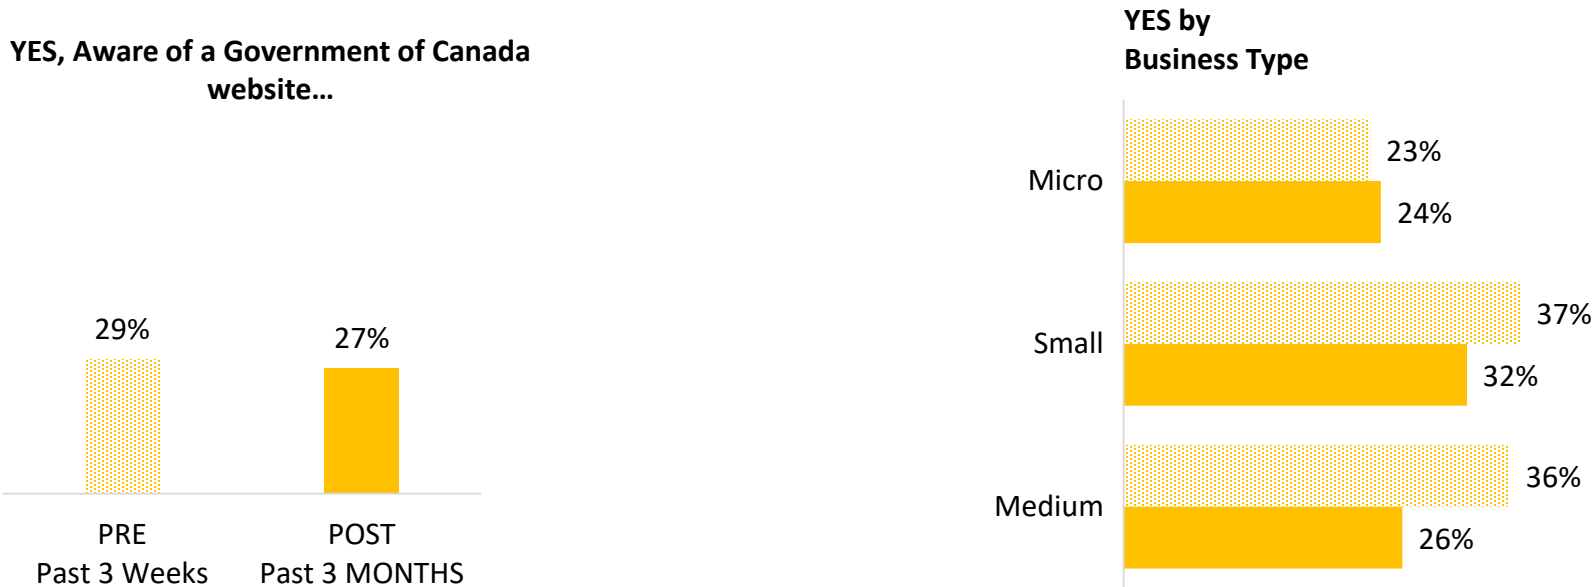 YES, Aware of a Government of Canada
website…
29%
27%
PRE
Past 3 Weeks
POST
Past 3 MONTHS
YES by
Business Type
Micro
23%
24%
Small
37%
32%
Medium
36%
26%